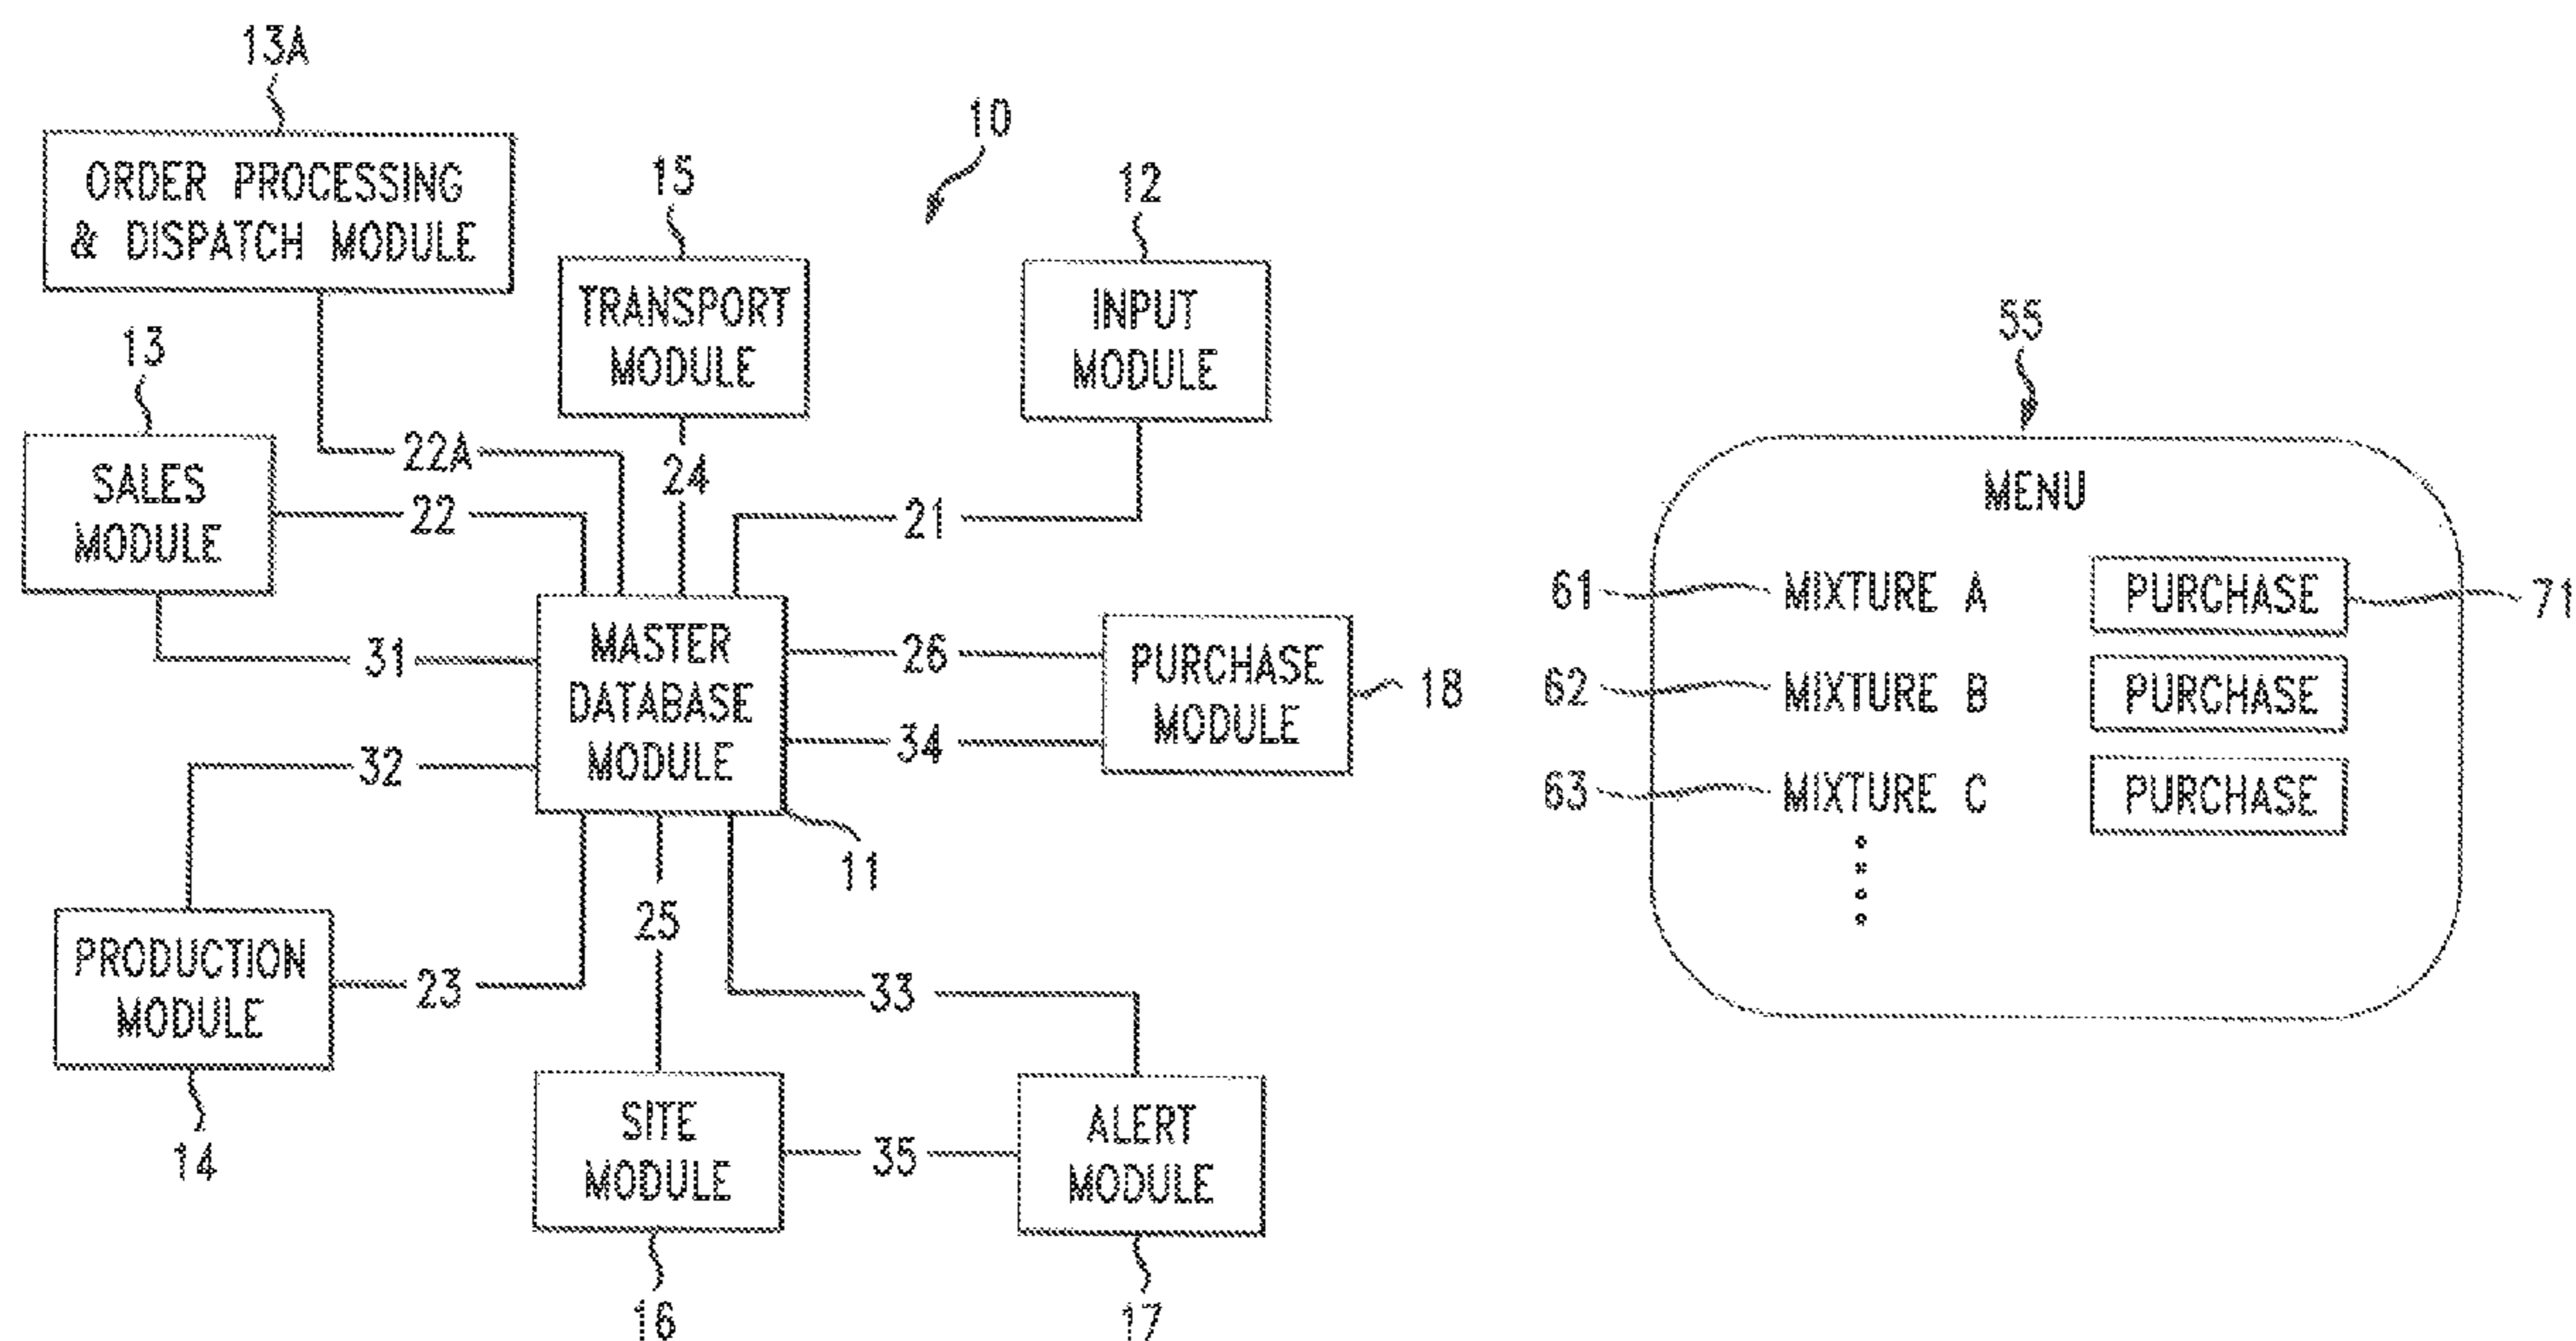 13A
ORDER PROCESSING
& DISPATCH MODULE
10
15
TRANSPORT
MODULE
12
INPUT
MODULE
13
SALES
MODULE
22A
22
24
21
31
MASTER
DATABASE
MODULE
11
26
34
PURCHASE
MODULE
18
32
PRODUCTION
MODULE
14
23
25
33
SITE
MODULE
16
35
ALERT
MODULE
17
55
MENU
61
MIXTURE A
PURCHASE
71
62
MIXTURE B
PURCHASE
63
MIXTURE C
PURCHASE